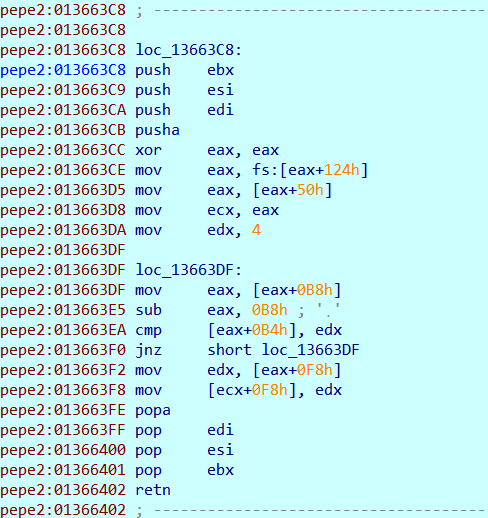 pepe2:013663C8 ; -------------------------------------
pepe2:013663C8
pepe2:013663C8 loc_13663C8:
pepe2:013663C8 push    ebx
pepe2:013663C9 push    esi
pepe2:013663CA push    edi
pepe2:013663CB pusha
pepe2:013663CC xor     eax, eax
pepe2:013663CE mov     eax, fs:[eax+124h]
pepe2:013663D5 mov     eax, [eax+50h]
pepe2:013663D8 mov     ecx, eax
pepe2:013663DA mov     edx, 4
pepe2:013663DF
pepe2:013663DF loc_13663DF:
pepe2:013663DF mov     eax, [eax+0B8h]
pepe2:013663E5 sub     eax, 0B8h ; '¸'
pepe2:013663EA cmp     [eax+0B4h], edx
pepe2:013663F0 jnz     short loc_13663DF
pepe2:013663F2 mov     edx, [eax+0F8h]
pepe2:013663F8 mov     [ecx+0F8h], edx
pepe2:013663FE popa
pepe2:013663FF pop     edi
pepe2:01366400 pop     esi
pepe2:01366401 pop     ebx
pepe2:01366402 retn
pepe2:01366402 ; -------------------------------------